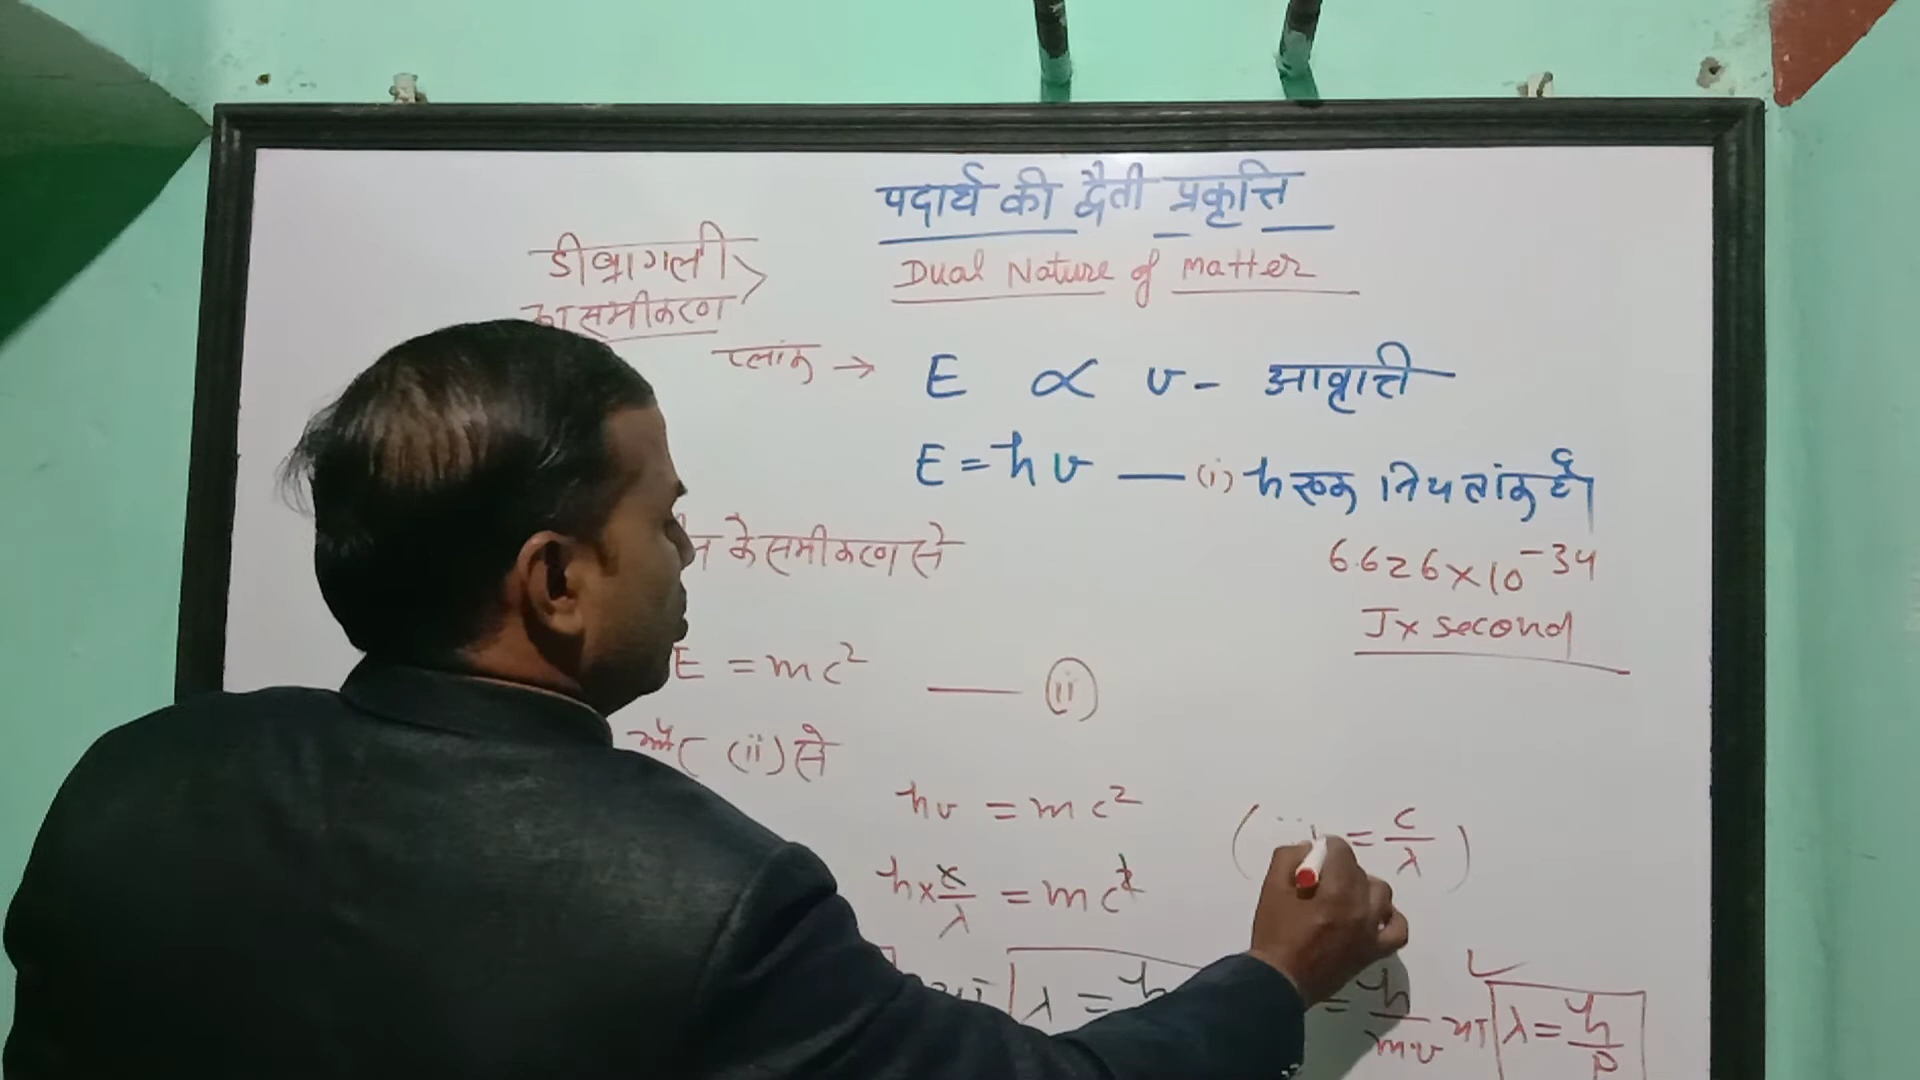 पदार्थ की द्वैती प्रकृत्ति
Dual Nature of Matter
डीब्रागली
का समीकरण
प्लांक → E ∝ υ - आवृत्ति
E = hυ — (i) h एक नियतांक है।
6.626×10⁻³⁴
J× second
के समीकरण से
E = mc² — (ii)
और (ii) से
hυ = mc²
( ∵ = c/λ )
h× c/λ = mc²
या λ = h
= h/m.v या λ = h/p